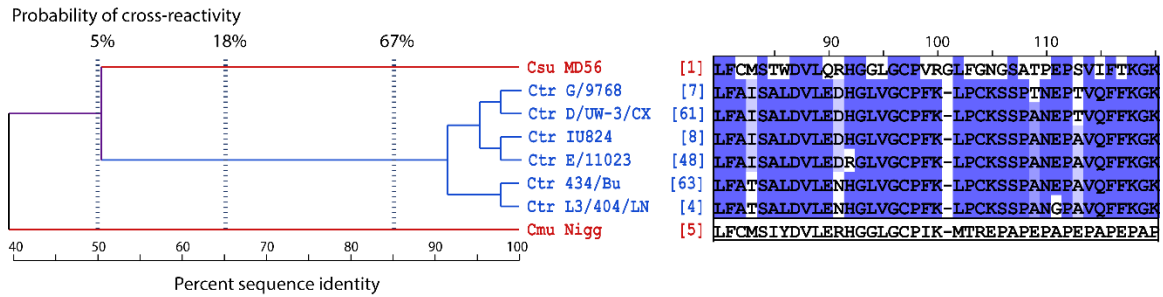 Probability of cross-reactivity
5% 18% 67%
90 100 110
Csu MD56 [1] LFCMSTWDVLQRHGGLGCPVRGLFGNGSATPEPSVIFTKGK
Ctr G/9768 [7] LFAISALDVLEDHGLVGCPFK-LPCKSSPTNEPTVQFFKGK
Ctr D/UW-3/CX [61] LFAISALDVLEDHGLVGCPFK-LPCKSSPANEPTVQFFKGK
Ctr IU824 [8] LFAISALDVLEDHGLVGCPFK-LPCKSSPANEPAVQFFKGK
Ctr E/11023 [48] LFAISALDVLEDRGLVGCPFK-LPCKSSPANEPAVQFFKGK
Ctr 434/Bu [63] LFATSALDVLENHGLVGCPFK-LPCKSSPANEPAVQFFKGK
Ctr L3/404/LN [4] LFATSALDVLENHGLVGCPFK-LPCKSSPANGPAVQFFKGK
Cmu Nigg [5] LFCMSIYDVLERHGGLGCPIK-MTREPAPEPAPEPAPEPAP
40 50 60 70 80 90 100
Percent sequence identity